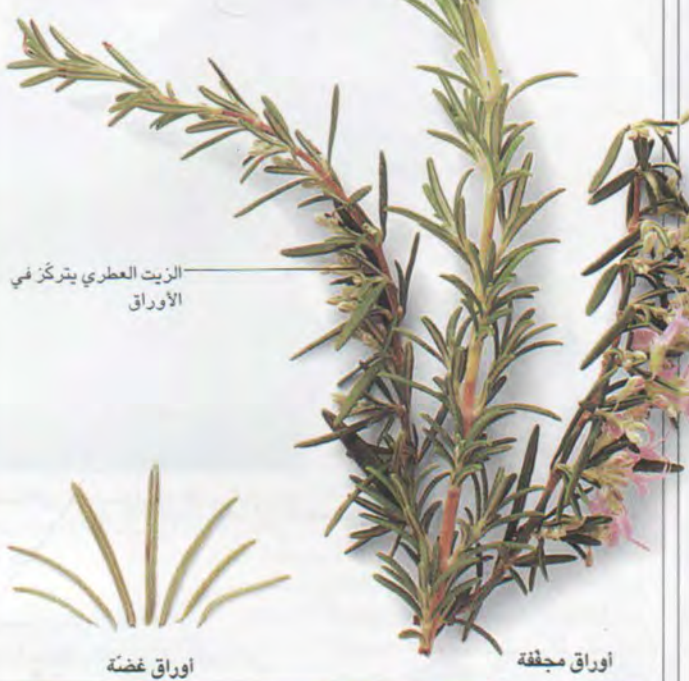 الزيت العطري يتركّز في
الأوراق
أوراق مجفّفة
أوراق غضّة